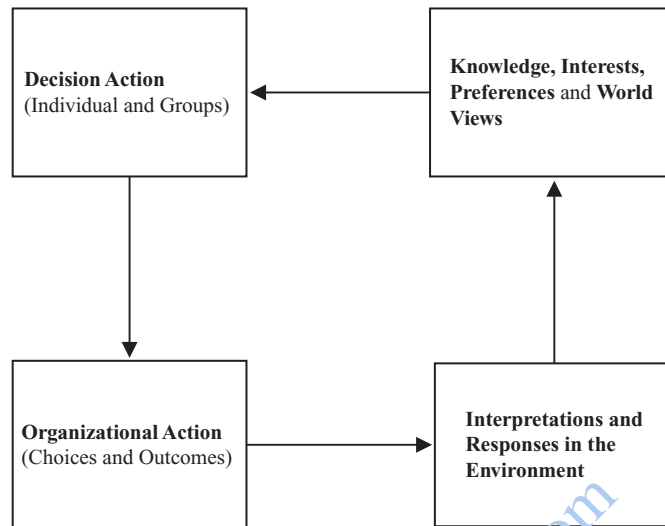 Decision Action
(Individual and Groups)
Knowledge, Interests,
Preferences and World
Views
Organizational Action
(Choices and Outcomes)
Interpretations and
Responses in the
Environment
om